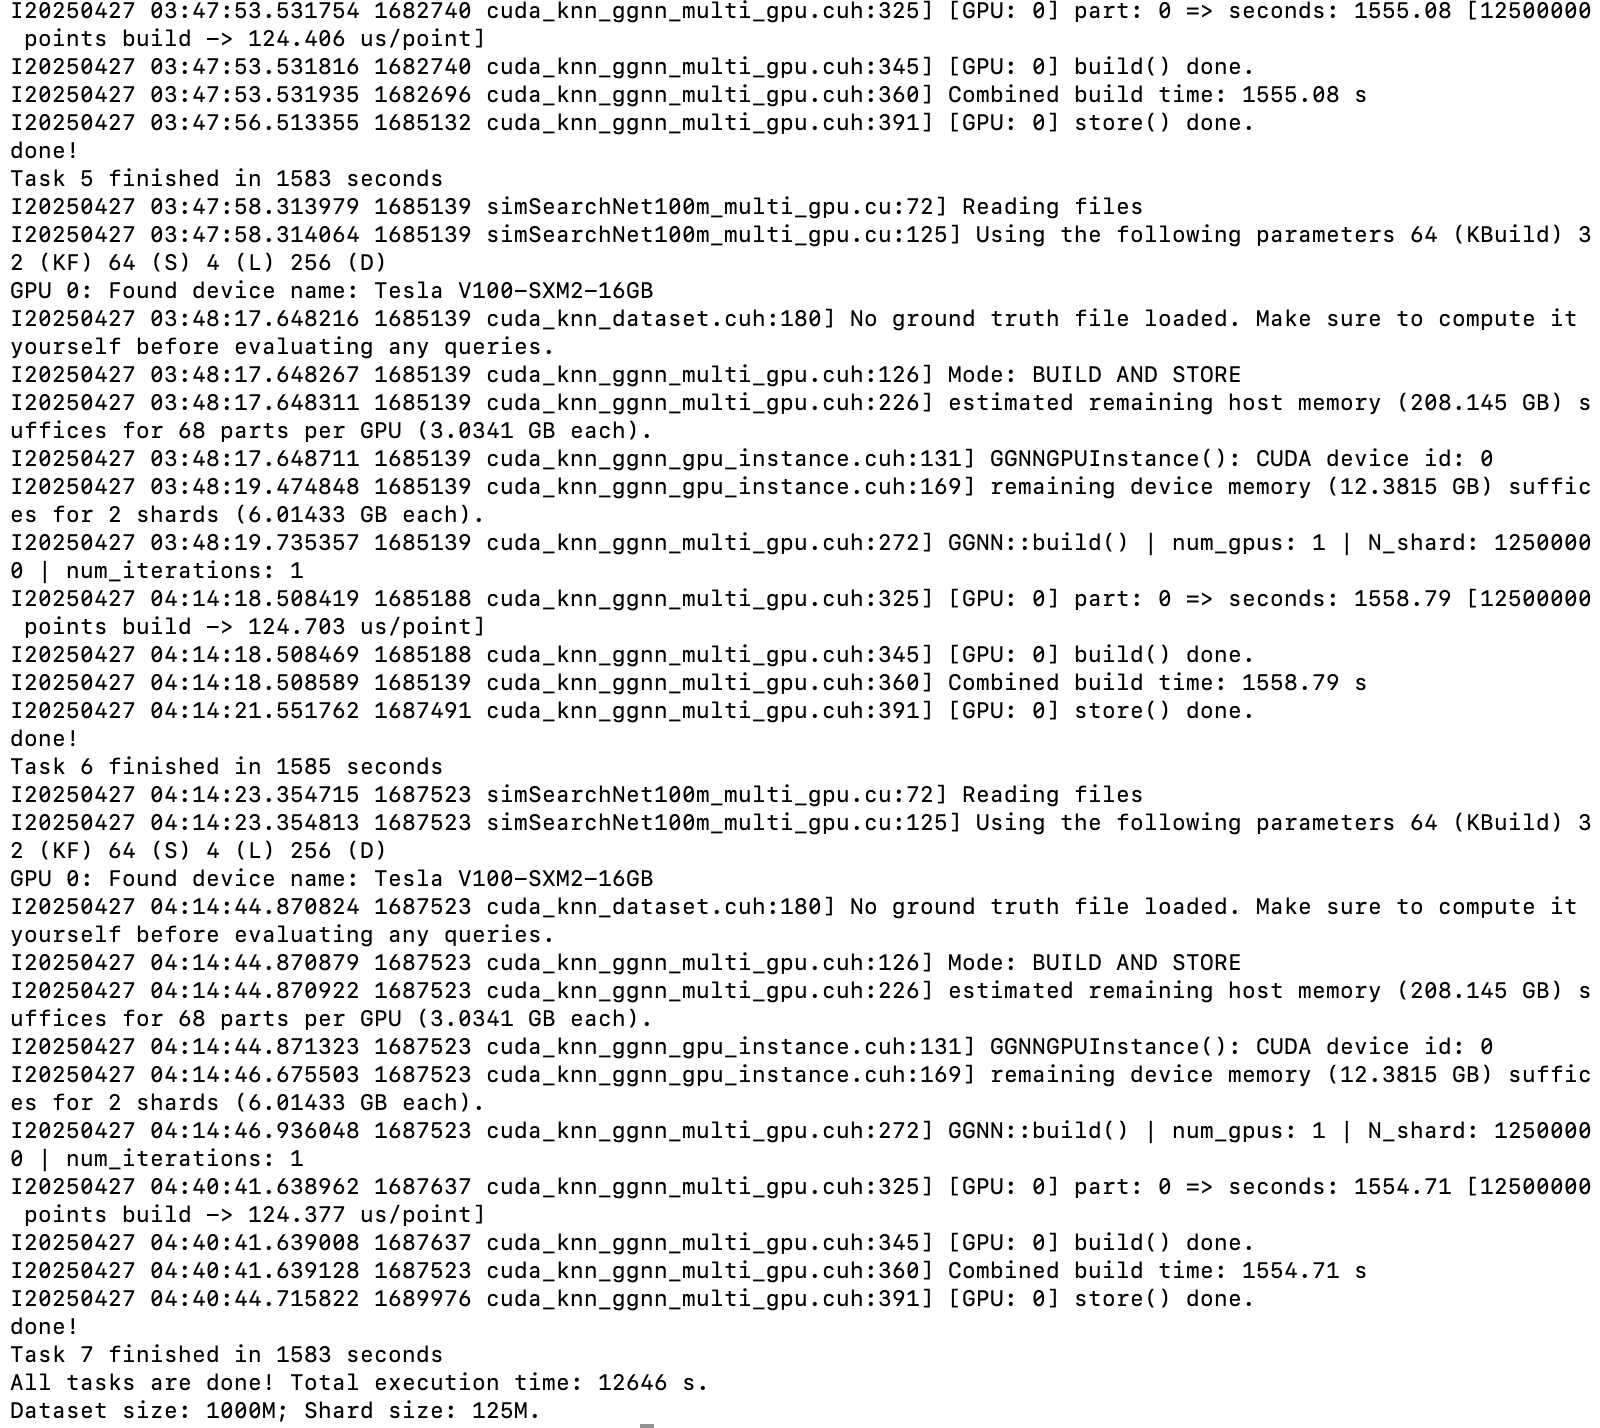 I20250427 03:47:53.531754 1682740 cuda_knn_ggnn_multi_gpu.cuh:325] [GPU: 0] part: 0 => seconds: 1555.08 [12500000
 points build -> 124.406 us/point]
I20250427 03:47:53.531816 1682740 cuda_knn_ggnn_multi_gpu.cuh:345] [GPU: 0] build() done.
I20250427 03:47:53.531935 1682696 cuda_knn_ggnn_multi_gpu.cuh:360] Combined build time: 1555.08 s
I20250427 03:47:56.513355 1685132 cuda_knn_ggnn_multi_gpu.cuh:391] [GPU: 0] store() done.
done!
Task 5 finished in 1583 seconds
I20250427 03:47:58.313979 1685139 simSearchNet100m_multi_gpu.cu:72] Reading files
I20250427 03:47:58.314064 1685139 simSearchNet100m_multi_gpu.cu:125] Using the following parameters 64 (KBuild) 3
2 (KF) 64 (S) 4 (L) 256 (D)
GPU 0: Found device name: Tesla V100-SXM2-16GB
I20250427 03:48:17.648216 1685139 cuda_knn_dataset.cuh:180] No ground truth file loaded. Make sure to compute it
yourself before evaluating any queries.
I20250427 03:48:17.648267 1685139 cuda_knn_ggnn_multi_gpu.cuh:126] Mode: BUILD AND STORE
I20250427 03:48:17.648311 1685139 cuda_knn_ggnn_multi_gpu.cuh:226] estimated remaining host memory (208.145 GB) s
uffices for 68 parts per GPU (3.0341 GB each).
I20250427 03:48:17.648711 1685139 cuda_knn_ggnn_gpu_instance.cuh:131] GGNNGPUInstance(): CUDA device id: 0
I20250427 03:48:19.474848 1685139 cuda_knn_ggnn_gpu_instance.cuh:169] remaining device memory (12.3815 GB) suffic
es for 2 shards (6.01433 GB each).
I20250427 03:48:19.735357 1685139 cuda_knn_ggnn_multi_gpu.cuh:272] GGNN::build() | num_gpus: 1 | N_shard: 1250000
0 | num_iterations: 1
I20250427 04:14:18.508419 1685188 cuda_knn_ggnn_multi_gpu.cuh:325] [GPU: 0] part: 0 => seconds: 1558.79 [12500000
 points build -> 124.703 us/point]
I20250427 04:14:18.508469 1685188 cuda_knn_ggnn_multi_gpu.cuh:345] [GPU: 0] build() done.
I20250427 04:14:18.508589 1685139 cuda_knn_ggnn_multi_gpu.cuh:360] Combined build time: 1558.79 s
I20250427 04:14:21.551762 1687491 cuda_knn_ggnn_multi_gpu.cuh:391] [GPU: 0] store() done.
done!
Task 6 finished in 1585 seconds
I20250427 04:14:23.354715 1687523 simSearchNet100m_multi_gpu.cu:72] Reading files
I20250427 04:14:23.354813 1687523 simSearchNet100m_multi_gpu.cu:125] Using the following parameters 64 (KBuild) 3
2 (KF) 64 (S) 4 (L) 256 (D)
GPU 0: Found device name: Tesla V100-SXM2-16GB
I20250427 04:14:44.870824 1687523 cuda_knn_dataset.cuh:180] No ground truth file loaded. Make sure to compute it
yourself before evaluating any queries.
I20250427 04:14:44.870879 1687523 cuda_knn_ggnn_multi_gpu.cuh:126] Mode: BUILD AND STORE
I20250427 04:14:44.870922 1687523 cuda_knn_ggnn_multi_gpu.cuh:226] estimated remaining host memory (208.145 GB) s
uffices for 68 parts per GPU (3.0341 GB each).
I20250427 04:14:44.871323 1687523 cuda_knn_ggnn_gpu_instance.cuh:131] GGNNGPUInstance(): CUDA device id: 0
I20250427 04:14:46.675503 1687523 cuda_knn_ggnn_gpu_instance.cuh:169] remaining device memory (12.3815 GB) suffic
es for 2 shards (6.01433 GB each).
I20250427 04:14:46.936048 1687523 cuda_knn_ggnn_multi_gpu.cuh:272] GGNN::build() | num_gpus: 1 | N_shard: 1250000
0 | num_iterations: 1
I20250427 04:40:41.638962 1687637 cuda_knn_ggnn_multi_gpu.cuh:325] [GPU: 0] part: 0 => seconds: 1554.71 [12500000
 points build -> 124.377 us/point]
I20250427 04:40:41.639008 1687637 cuda_knn_ggnn_multi_gpu.cuh:345] [GPU: 0] build() done.
I20250427 04:40:41.639128 1687523 cuda_knn_ggnn_multi_gpu.cuh:360] Combined build time: 1554.71 s
I20250427 04:40:44.715822 1689976 cuda_knn_ggnn_multi_gpu.cuh:391] [GPU: 0] store() done.
done!
Task 7 finished in 1583 seconds
All tasks are done! Total execution time: 12646 s.
Dataset size: 1000M; Shard size: 125M.